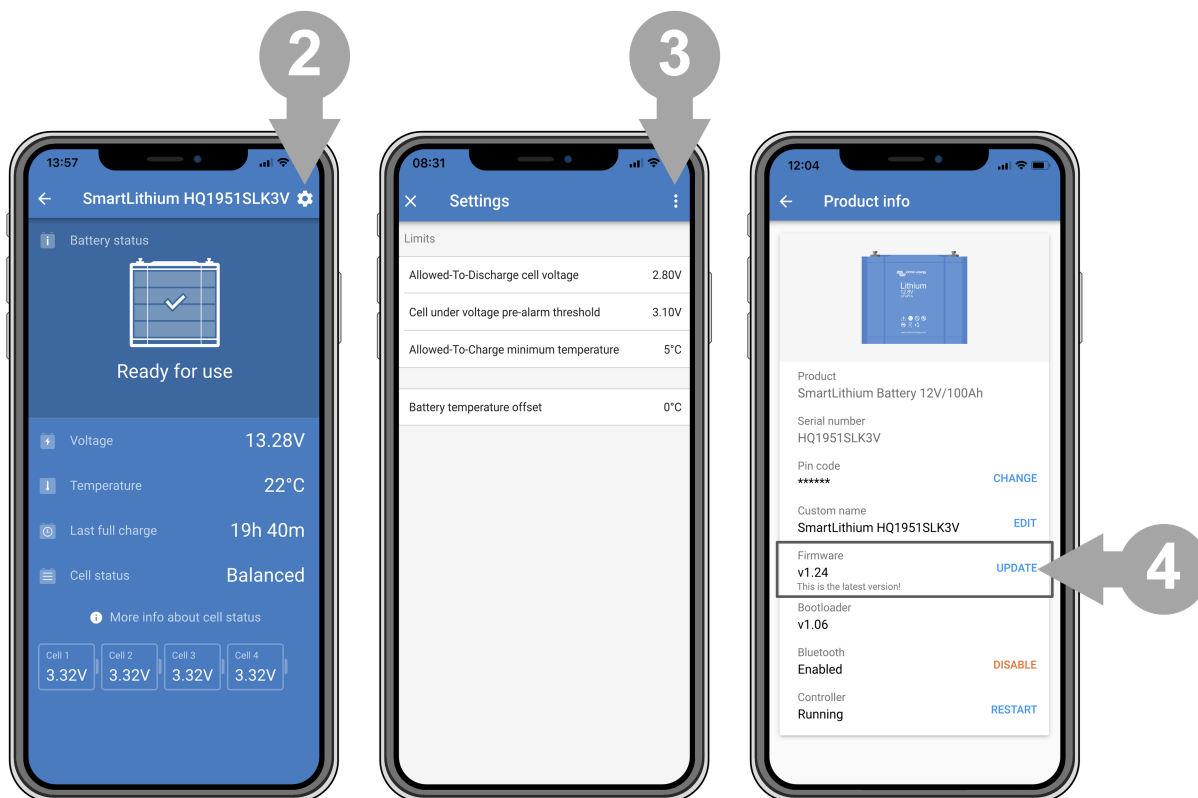 2
3
4
13:57
SmartLithium HQ1951SLK3V
Battery status
Ready for use
Voltage 13.28V
Temperature 22°C
Last full charge 19h 40m
Cell status Balanced
More info about cell status
Cell 1 Cell 2 Cell 3 Cell 4
3.32V 3.32V 3.32V 3.32V
08:31
Settings
Limits
Allowed-To-Discharge cell voltage 2.80V
Cell under voltage pre-alarm threshold 3.10V
Allowed-To-Charge minimum temperature 5°C
Battery temperature offset 0°C
12:04
Product info
Lithium
12.8V
Product
SmartLithium Battery 12V/100Ah
Serial number
HQ1951SLK3V
Pin code
****** CHANGE
Custom name
SmartLithium HQ1951SLK3V EDIT
Firmware
v1.24 UPDATE
This is the latest version!
Bootloader
v1.06
Bluetooth
Enabled DISABLE
Controller
Running RESTART